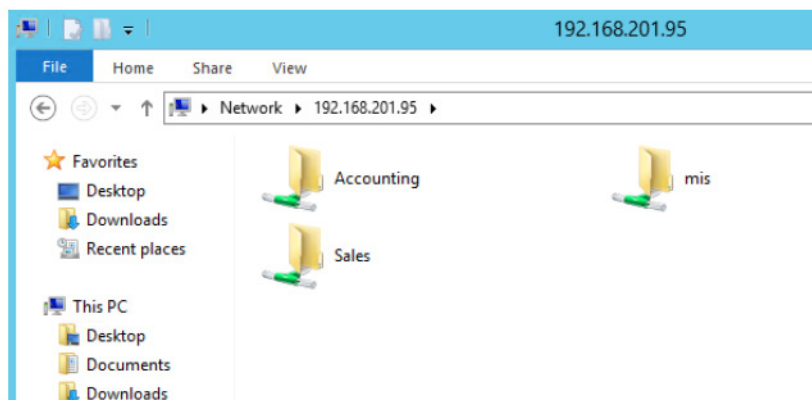 192.168.201.95
File Home Share View
Network 192.168.201.95
Favorites
Desktop
Downloads
Recent places
This PC
Desktop
Documents
Downloads
Accounting
mis
Sales